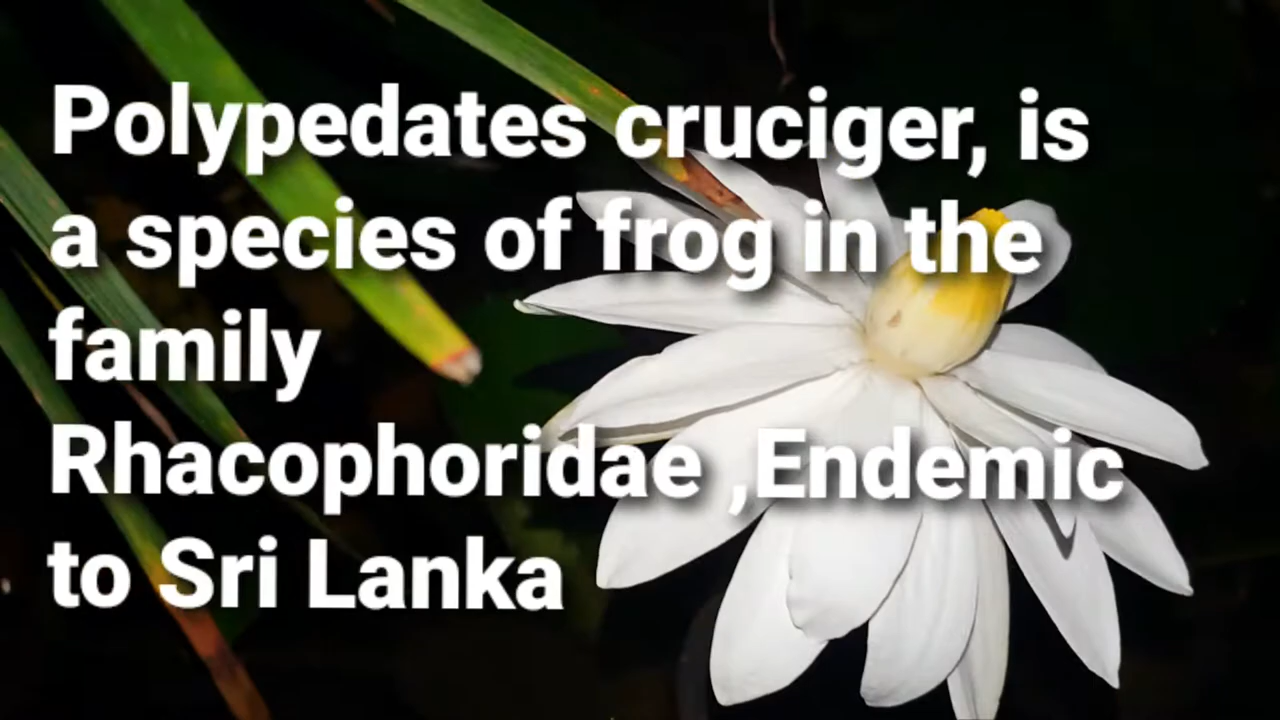 Polypedates cruciger, is
a species of frog in the
family
Rhacophoridae ,Endemic
to Sri Lanka